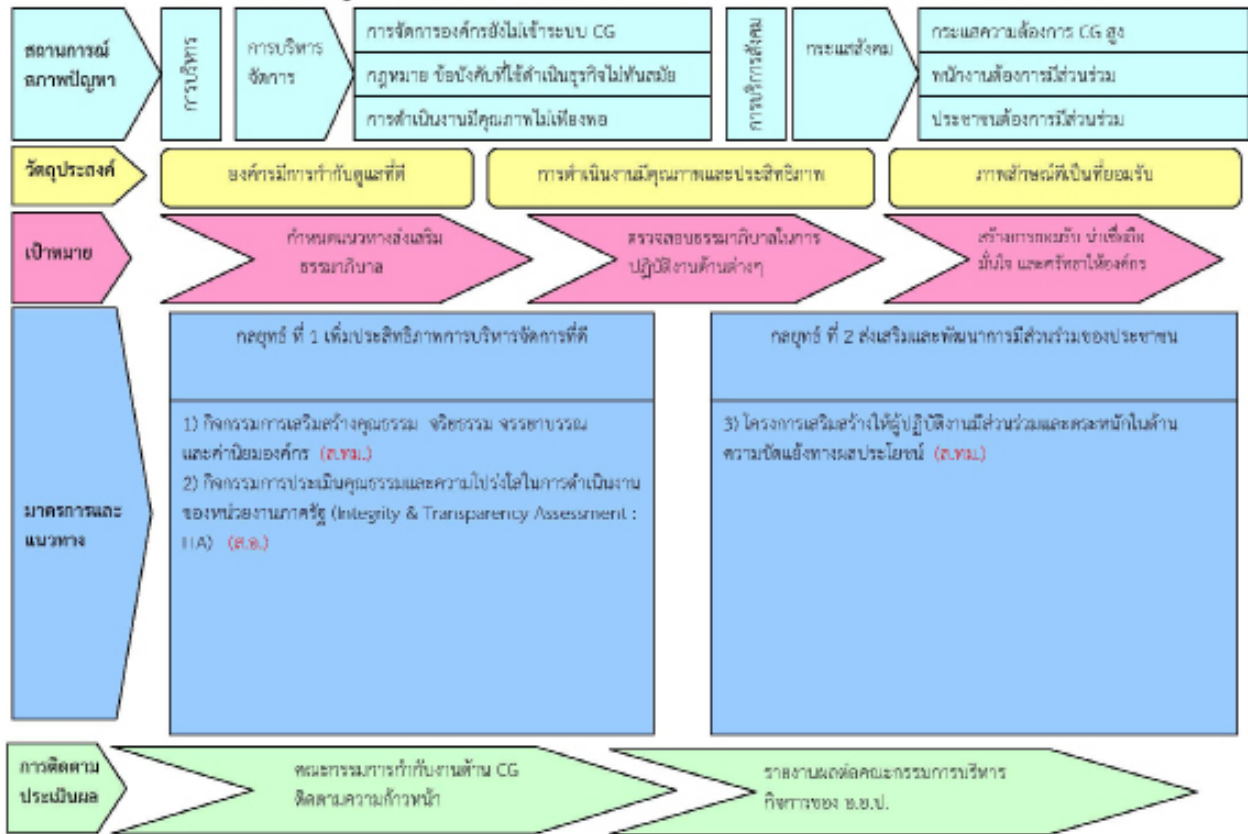 สถานการณ์
สภาพปัญหา
การบริหาร
การบริหาร
จัดการ
การจัดการองค์กรยังไม่เข้าระบบ CG
กฎหมาย ข้อบังคับที่ใช้ดำเนินธุรกิจไม่ทันสมัย
การดำเนินงานมีคุณภาพไม่เพียงพอ
การบริการสังคม
กระแสสังคม
กระแสความต้องการ CG สูง
พนักงานต้องการมีส่วนร่วม
ประชาชนต้องการมีส่วนร่วม
วัตถุประสงค์
องค์กรมีการกำกับดูแลที่ดี
การดำเนินงานมีคุณภาพและประสิทธิภาพ
ภาพลักษณ์ดีเป็นที่ยอมรับ
เป้าหมาย
กำหนดแนวทางส่งเสริม
ธรรมาภิบาล
ตรวจสอบธรรมาภิบาลในการ
ปฏิบัติงานด้านต่างๆ
สร้างการยอมรับ น่าเชื่อถือ
มั่นใจ และศรัทธาให้องค์กร
มาตรการและ
แนวทาง
กลยุทธ์ ที่ 1 เพิ่มประสิทธิภาพการบริหารจัดการที่ดี
1) กิจกรรมการเสริมสร้างคุณธรรม จริยธรรม จรรยาบรรณ
และค่านิยมองค์กร (ส.ทม.)
2) กิจกรรมการประเมินคุณธรรมและความโปร่งใสในการดำเนินงาน
ของหน่วยงานภาครัฐ (Integrity & Transparency Assessment :
ITA) (ส.อ.)
กลยุทธ์ ที่ 2 ส่งเสริมและพัฒนาการมีส่วนร่วมของประชาชน
3) โครงการเสริมสร้างให้ผู้ปฏิบัติงานมีส่วนร่วมและตระหนักในด้าน
ความขัดแย้งทางผลประโยชน์ (ส.ทม.)
การติดตาม
ประเมินผล
คณะกรรมการกำกับงานด้าน CG
ติดตามความก้าวหน้า
รายงานผลต่อคณะกรรมการบริหาร
กิจการของ อ.อ.ป.